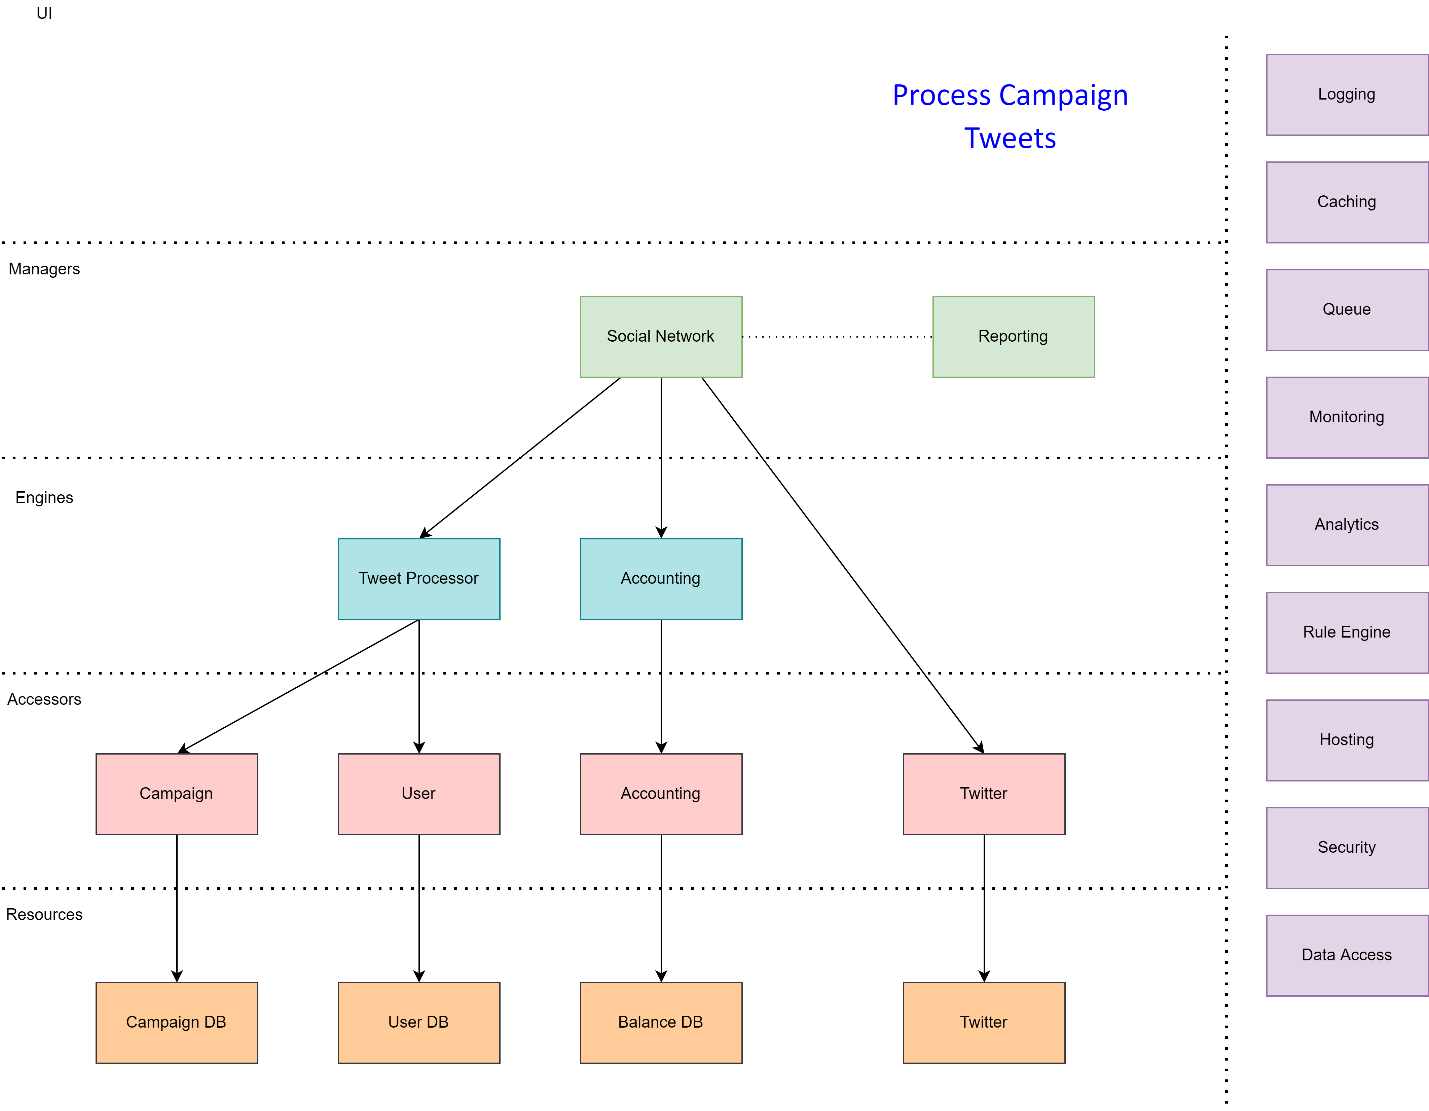 UI
Process Campaign
Tweets
Managers
Social Network
Reporting
Engines
Tweet Processor
Accounting
Accessors
Campaign
User
Accounting
Twitter
Resources
Campaign DB
User DB
Balance DB
Twitter
Logging
Caching
Queue
Monitoring
Analytics
Rule Engine
Hosting
Security
Data Access